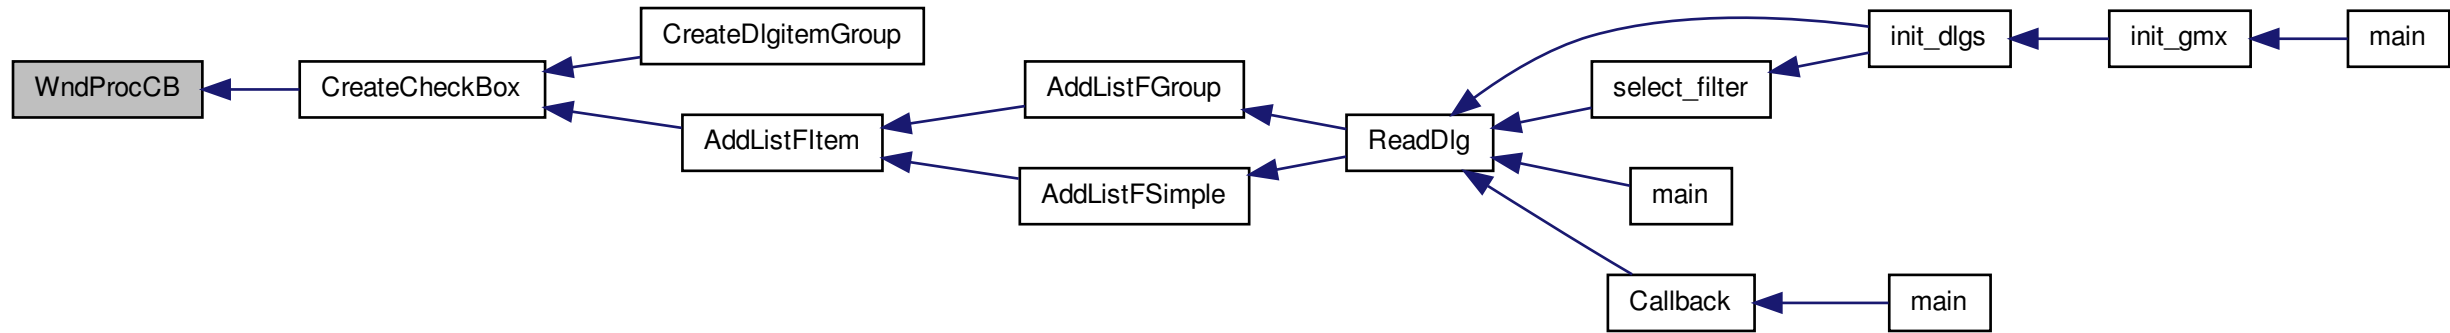 WndProcCB
CreateCheckBox
CreateDlgitemGroup
AddListFItem
AddListFGroup
AddListFSimple
ReadDlg
init_dlgs
select_filter
main
Callback
main
init_gmx
main